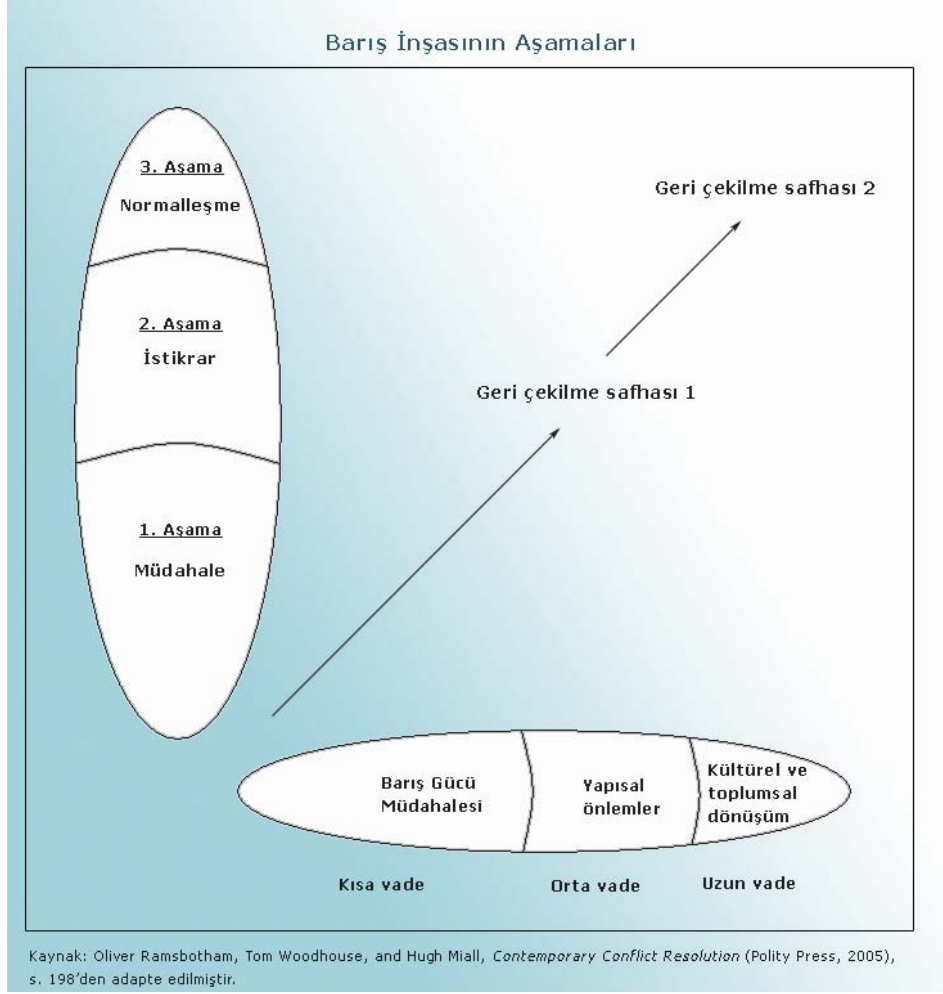 Barış İnşasının Aşamaları
3. Aşama
Normalleşme
2. Aşama
İstikrar
1. Aşama
Müdahale
Geri çekilme safhası 2
Geri çekilme safhası 1
Barış Gücü
Müdahalesi
Yapısal
önlemler
Kültürel ve
toplumsal
dönüşüm
Kısa vade
Orta vade
Uzun vade
Kaynak: Oliver Ramsbotham, Tom Woodhouse, and Hugh Miall, Contemporary Conflict Resolution (Polity Press, 2005),
s. 198’den adapte edilmiştir.